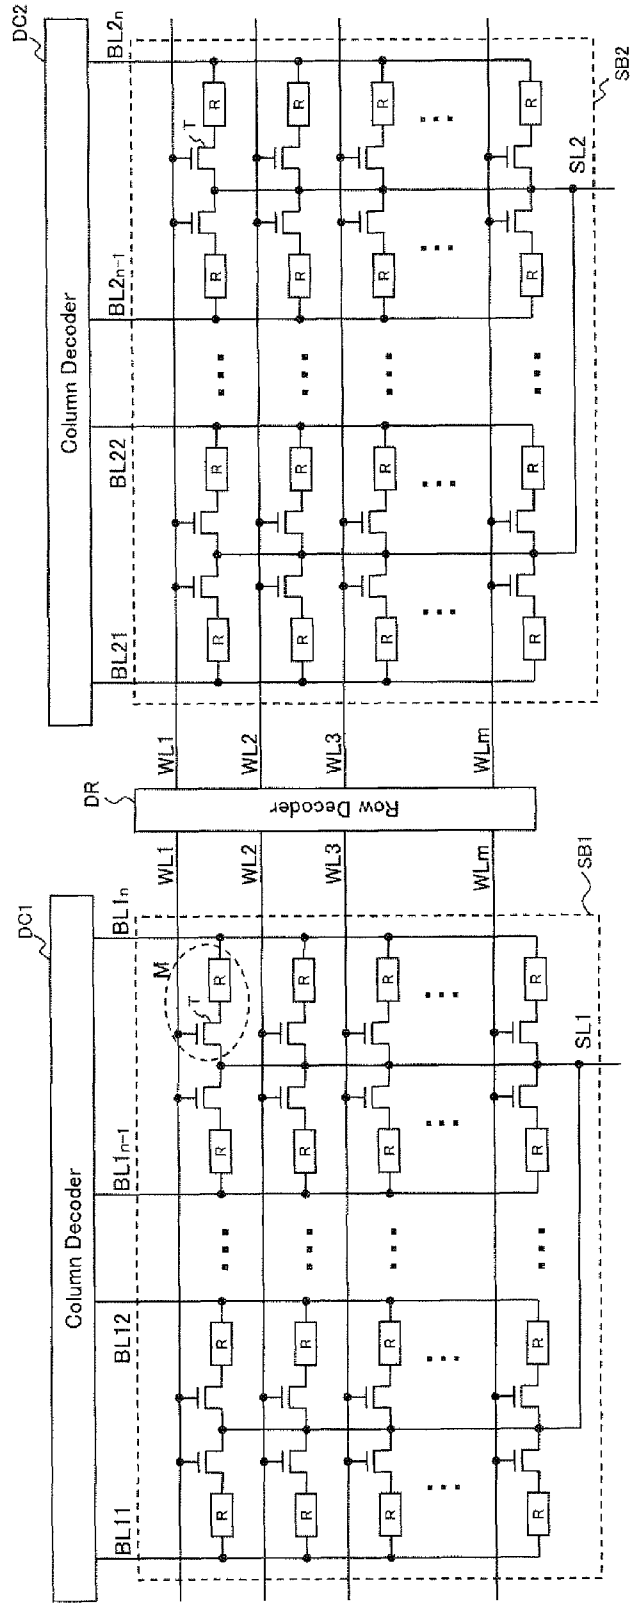 DC1
Column Decoder
BL11
BL12
BL1n-1
BL1n
M
T
R R R R
R R R R
R R R R
R R R R
SL1
SB1
WL1
WL2
WL3
WLm
DR
Row Decoder
WL1
WL2
WL3
WLm
DC2
Column Decoder
BL21
BL22
BL2n-1
BL2n
T
R R R R
R R R R
R R R R
R R R R
SL2
SB2